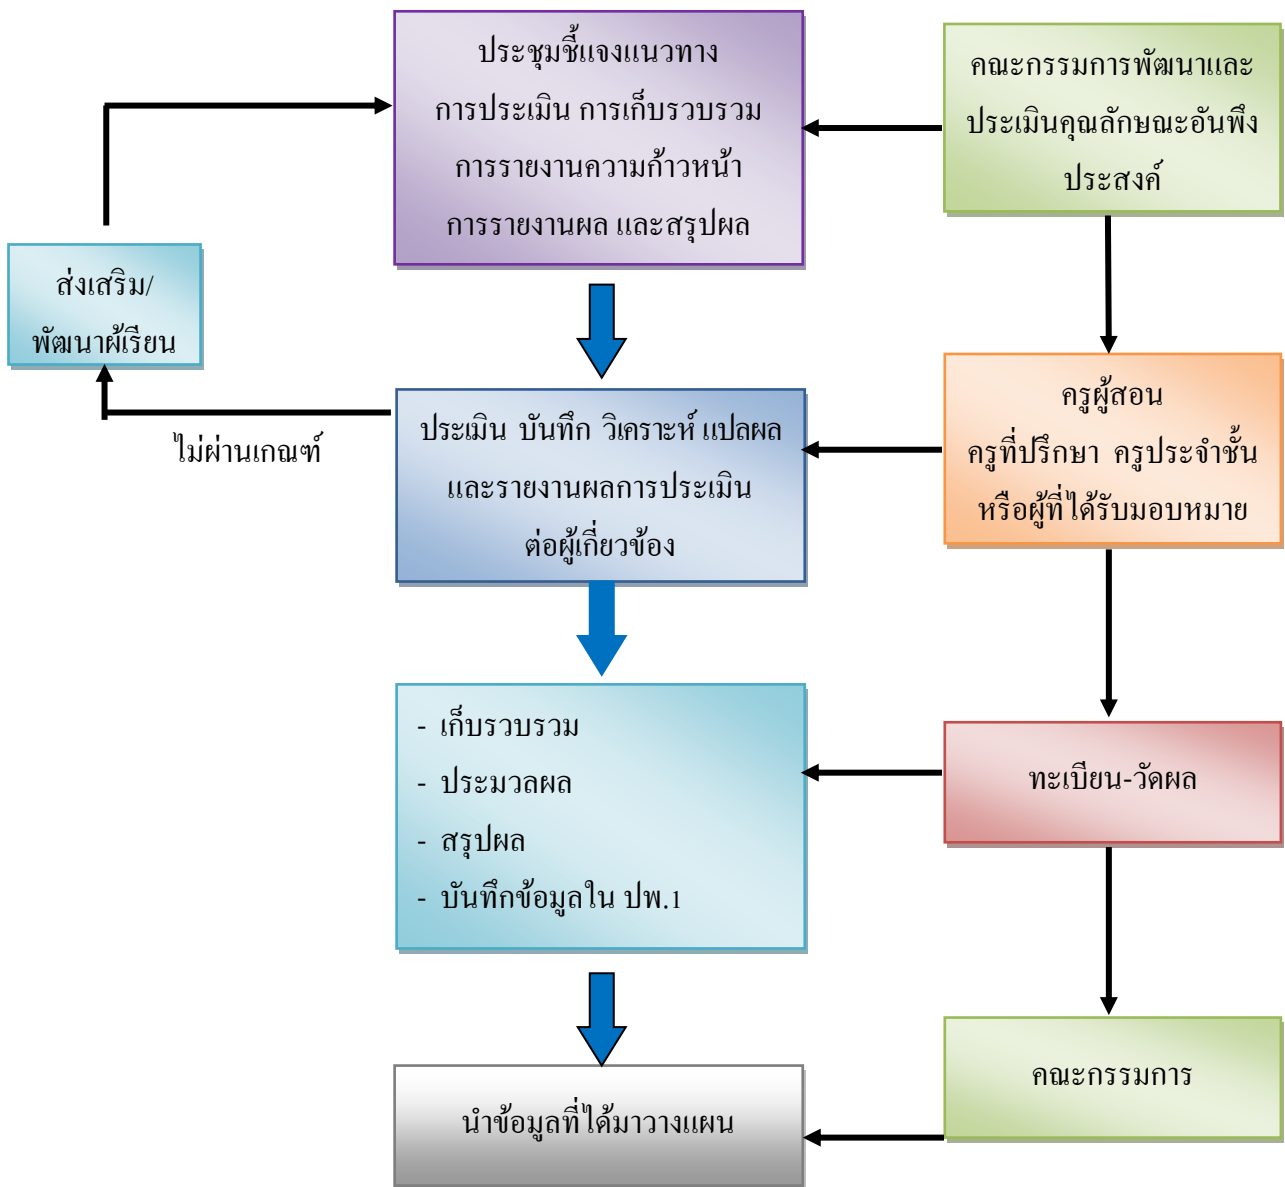 ประชุมชี้แจงแนวทาง
การประเมิน การเก็บรวบรวม
การรายงานความก้าวหน้า
การรายงานผล และสรุปผล
คณะกรรมการพัฒนาและ
ประเมินคุณลักษณะอันพึง
ประสงค์
ส่งเสริม/
พัฒนาผู้เรียน
ไม่ผ่านเกณฑ์
ประเมิน บันทึก วิเคราะห์ แปลผล
และรายงานผลการประเมิน
ต่อผู้เกี่ยวข้อง
ครูผู้สอน
ครูที่ปรึกษา ครูประจำชั้น
หรือผู้ที่ได้รับมอบหมาย
- เก็บรวบรวม
- ประมวลผล
- สรุปผล
- บันทึกข้อมูลใน ปพ.1
ทะเบียน-วัดผล
นำข้อมูลที่ได้มาวางแผน
คณะกรรมการ